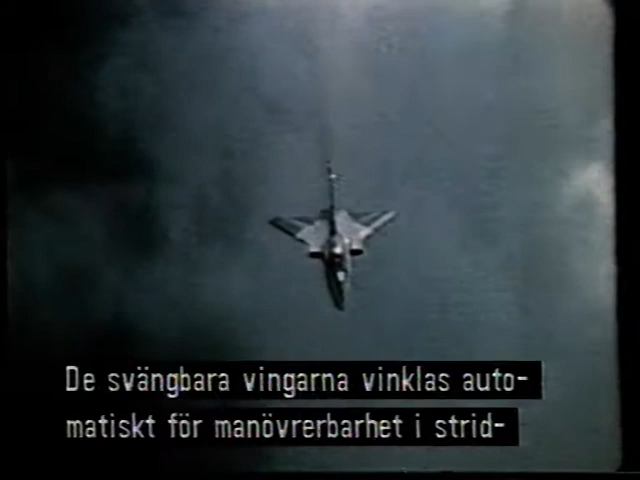 De svängbara vingarna vinklas auto-
matiskt för manövrerbarhet i strid-